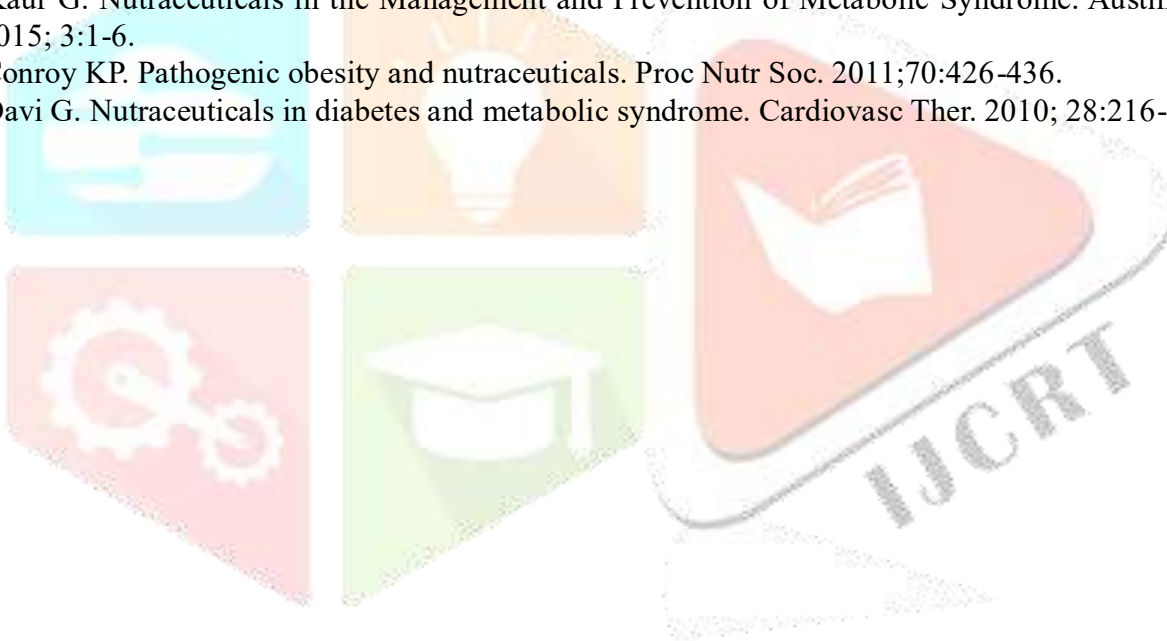 Kaur G. Nutraceuticals in the Management and Prevention of Metabolic Syndrome. Austin
015; 3:1-6.
Conroy KP. Pathogenic obesity and nutraceuticals. Proc Nutr Soc. 2011;70:426-436.
Davi G. Nutraceuticals in diabetes and metabolic syndrome. Cardiovasc Ther. 2010; 28:216-
IJCRT